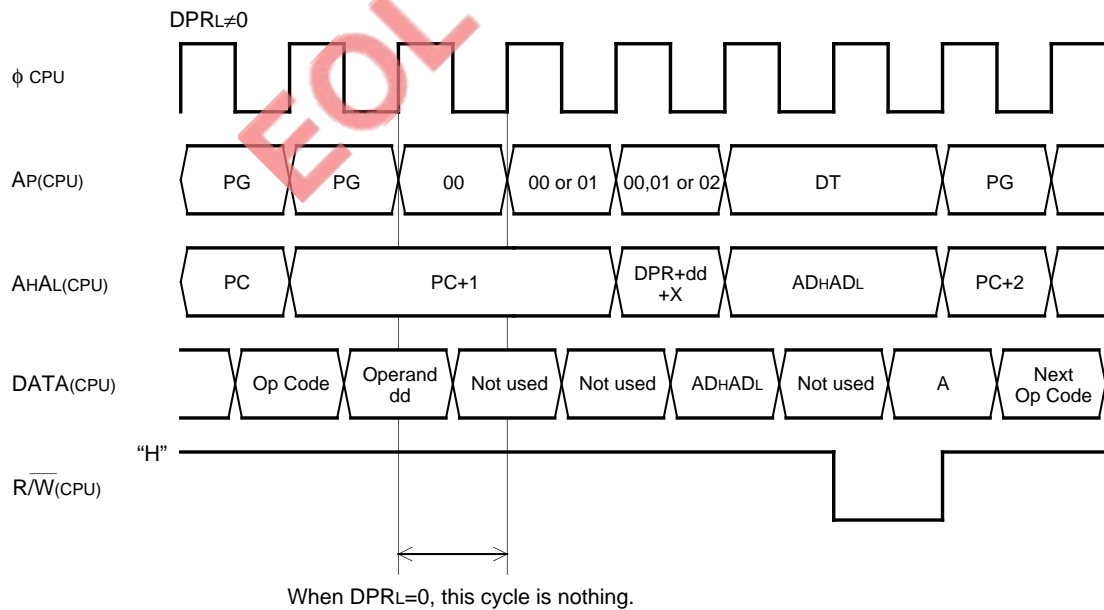 DPRL≠0
EOL
ϕ CPU
AP(CPU)
PG
PG
00
00 or 01
00,01 or 02
DT
PG
AHAL(CPU)
PC
PC+1
DPR+dd
+X
ADHADL
PC+2
DATA(CPU)
Op Code
Operand
dd
Not used
Not used
ADHADL
Not used
A
Next
Op Code
“H”
R/W̅(CPU)
When DPRL=0, this cycle is nothing.